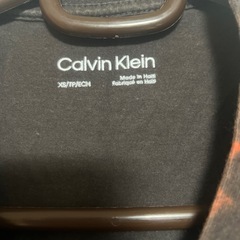 Calvin Klein
XS/TP/ECH
Made in Haiti
Fabriqué en Haïti